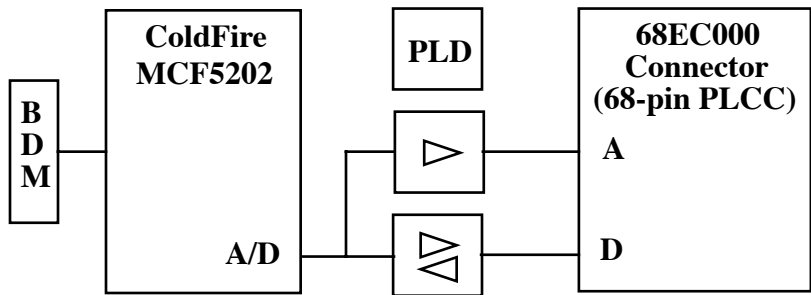 B
D
M
ColdFire
MCF5202
A/D
PLD
68EC000
Connector
(68-pin PLCC)
A
D